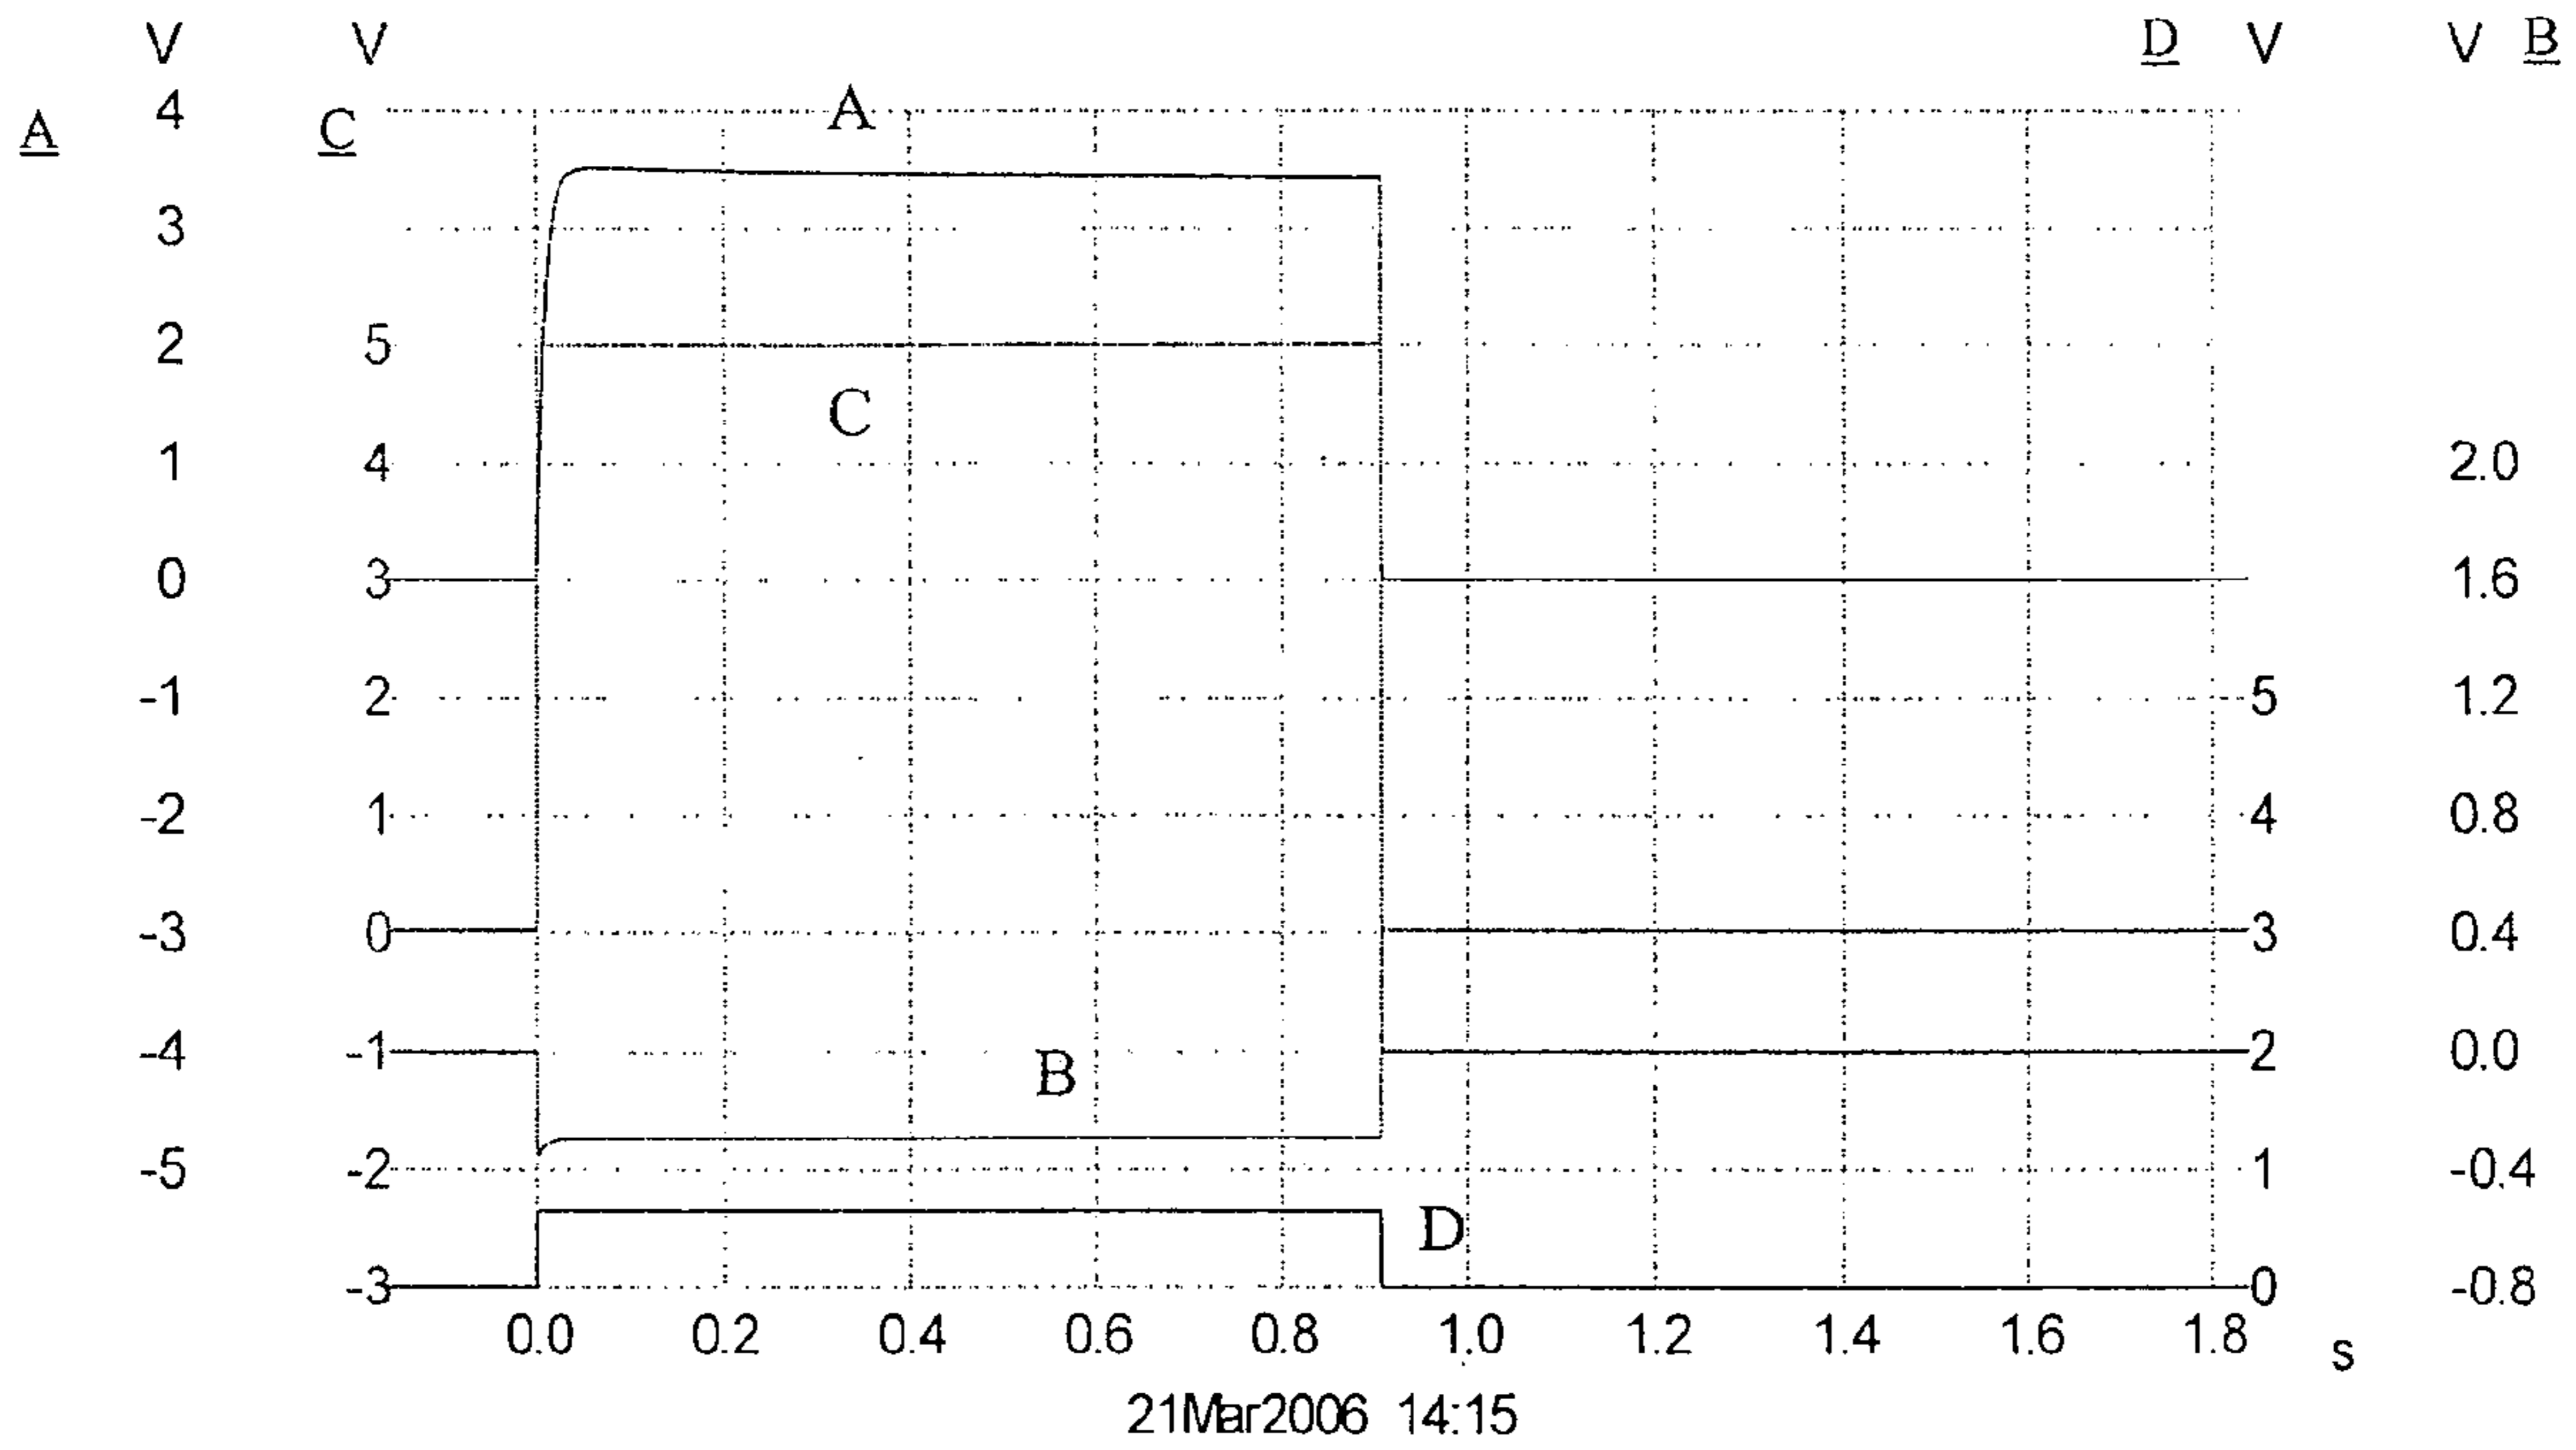 V V D V V B
4 A
A C
3
2 5
C
1 4 2.0
0 3 1.6
-1 2 5 1.2
-2 1 4 0.8
-3 0 3 0.4
-4 -1 2 0.0
B
-5 -2 1 -0.4
D
-3 0 -0.8
0.0 0.2 0.4 0.6 0.8 1.0 1.2 1.4 1.6 1.8 s
21Mar2006 14:15